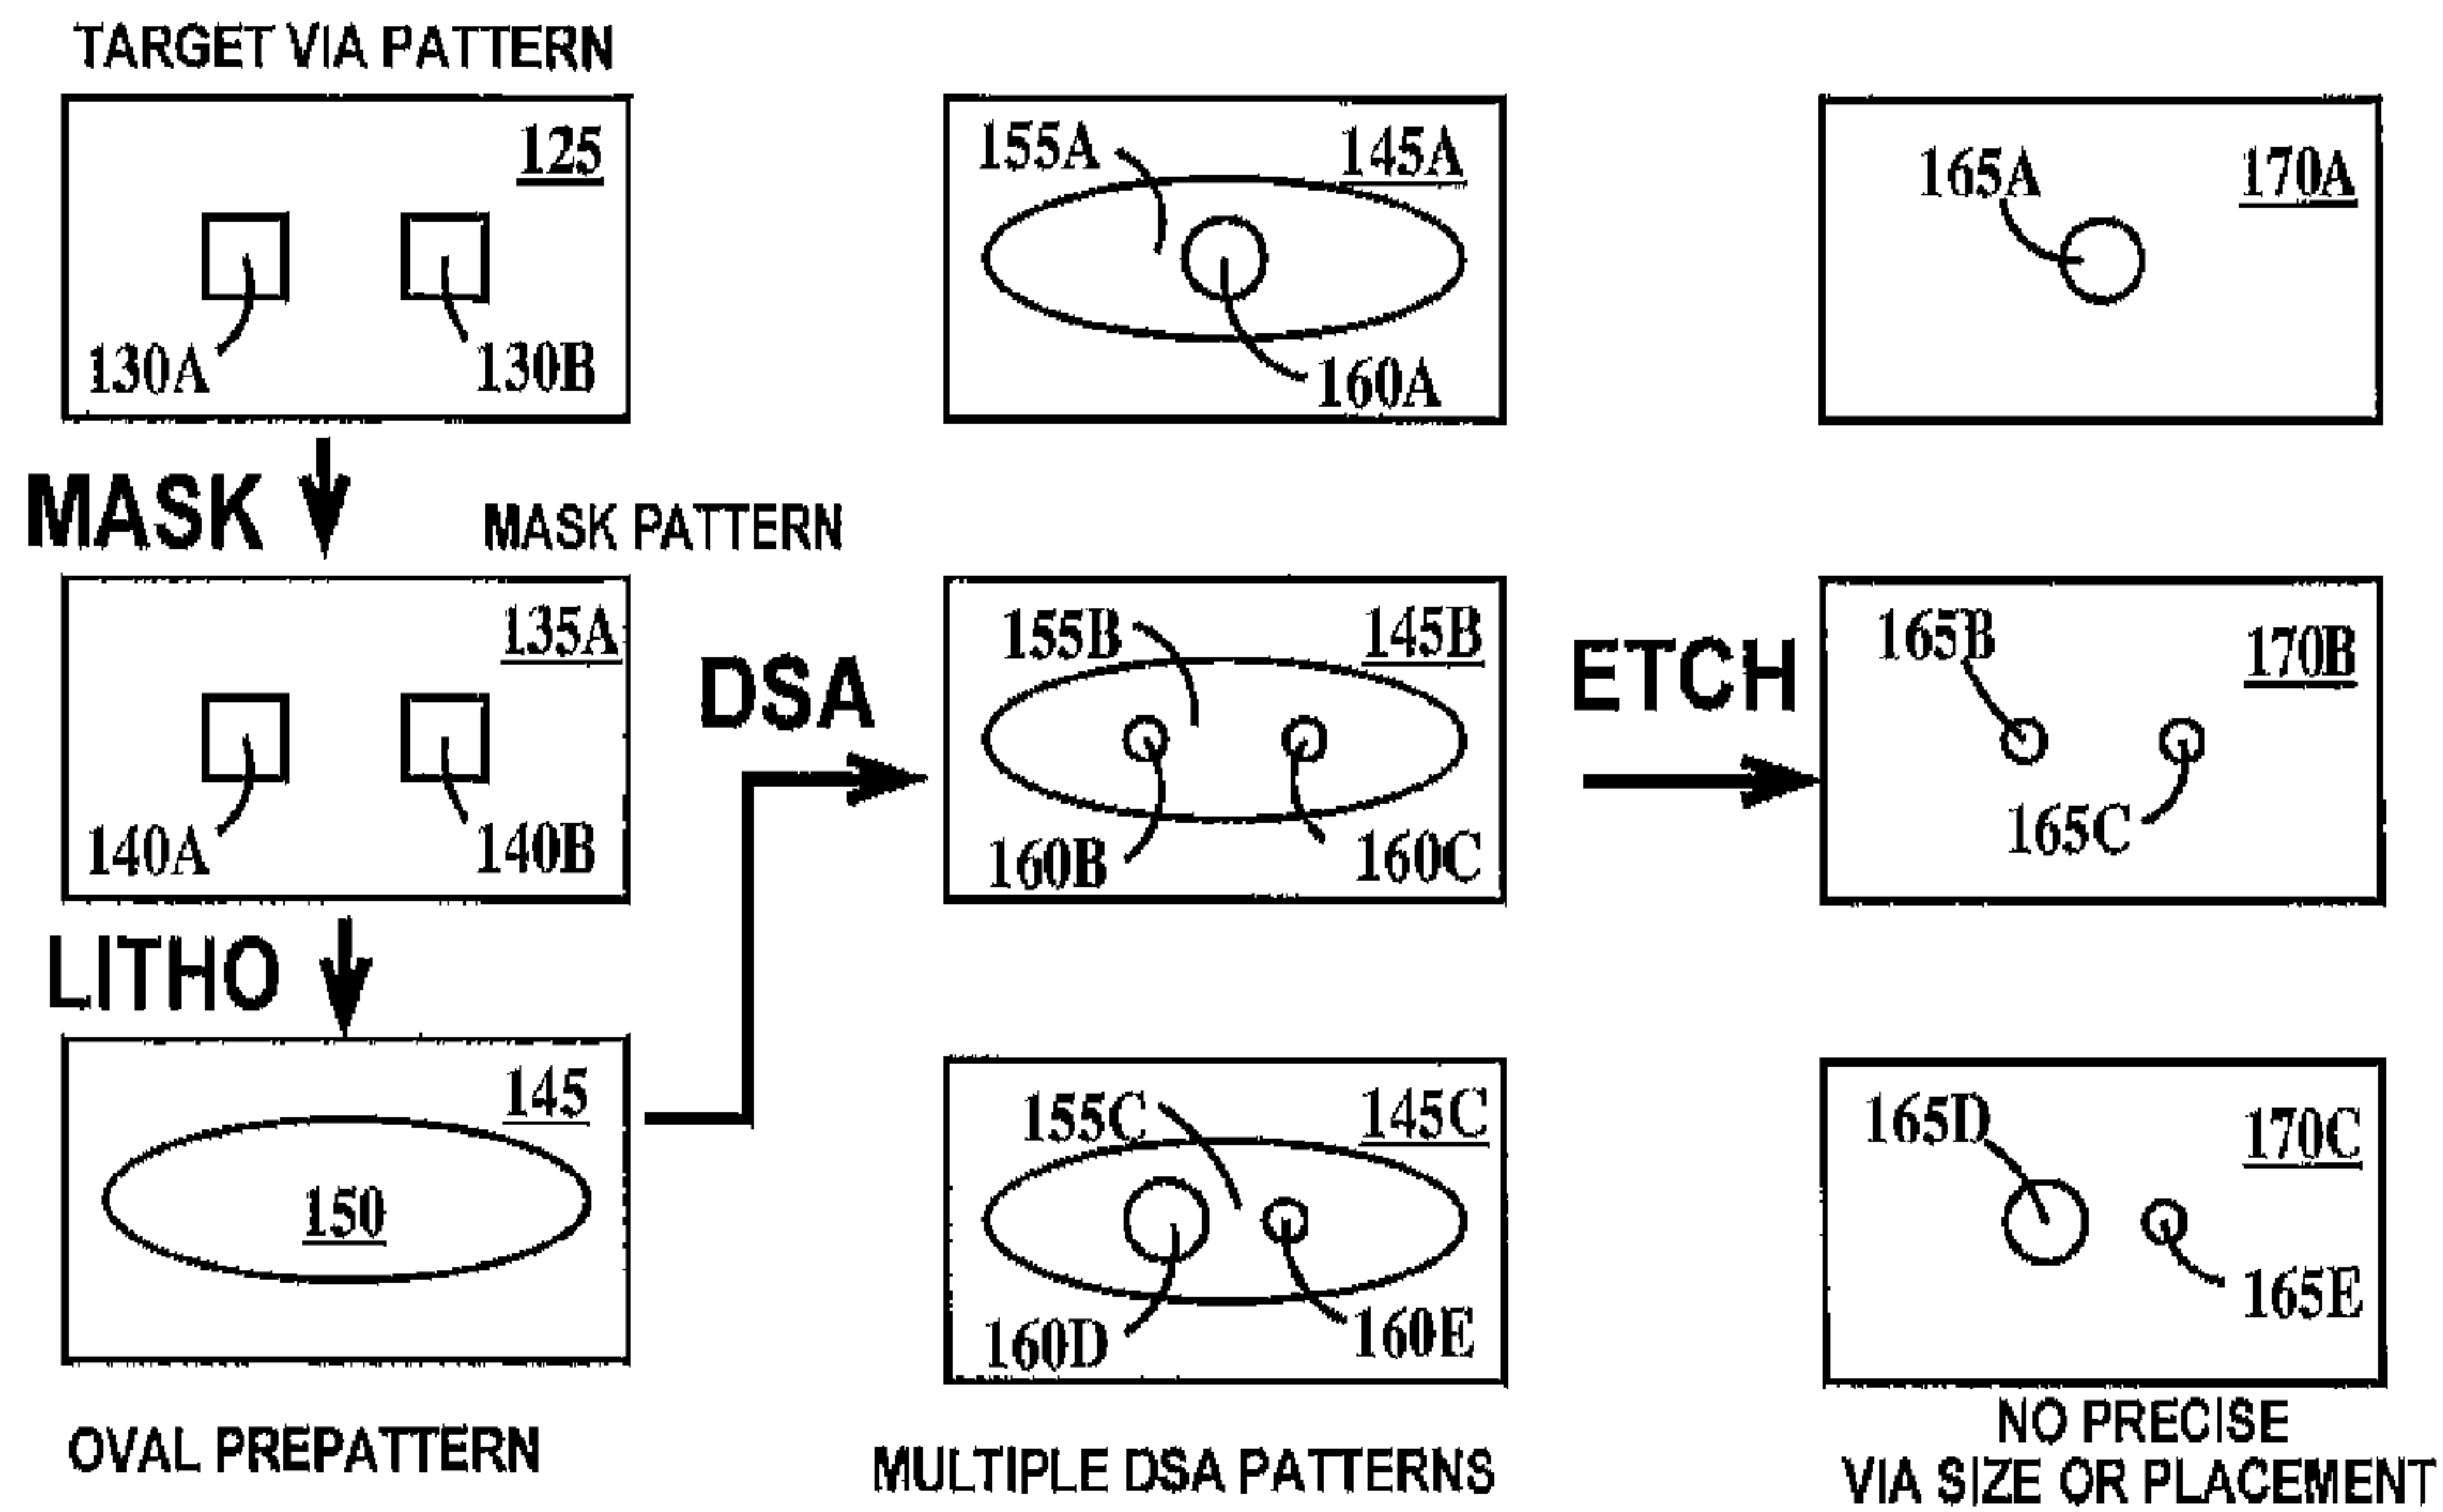 TARGET VIA PATTERN
125
130A
130B
MASK
MASK PATTERN
135A
140A
140B
LITHO
145
150
OVAL PREPATTERN
DSA
155A
145A
160A
155B
145B
160B
160C
155C
145C
160D
160E
MULTIPLE DSA PATTERNS
ETCH
165A
170A
165B
170B
165C
165D
170C
165E
NO PRECISE
VIA SIZE OR PLACEMENT